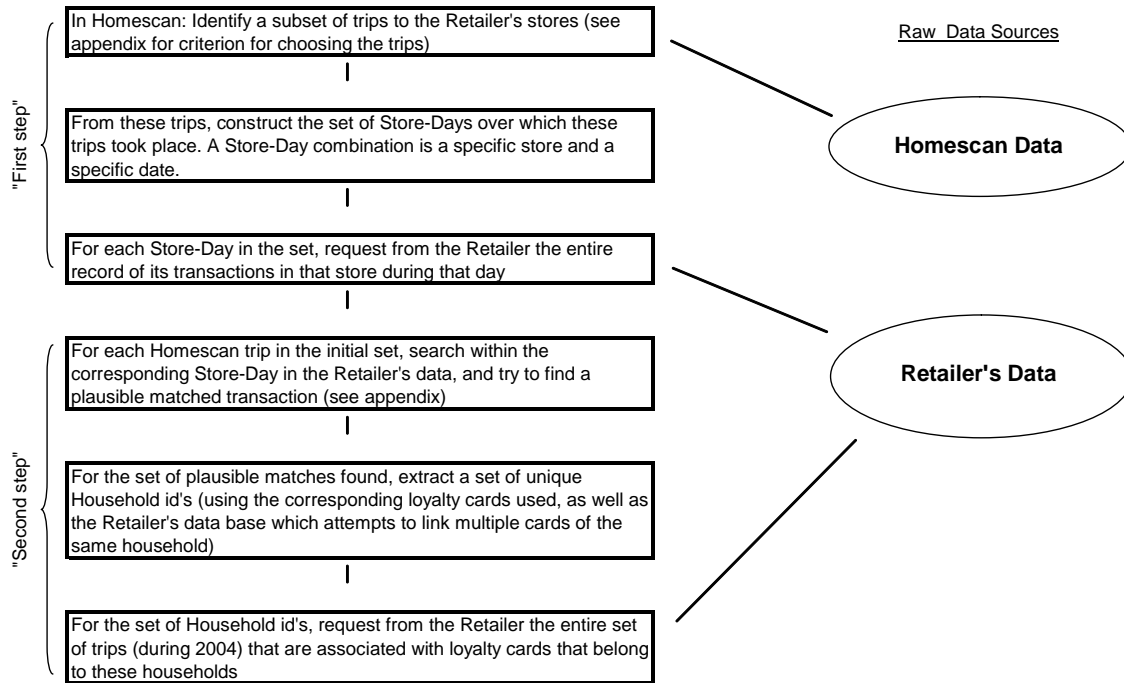 In Homescan: Identify a subset of trips to the Retailer's stores (see
appendix for criterion for choosing the trips)
Raw Data Sources
"First step"
From these trips, construct the set of Store-Days over which these
trips took place. A Store-Day combination is a specific store and a
specific date.
Homescan Data
For each Store-Day in the set, request from the Retailer the entire
record of its transactions in that store during that day
"Second step"
For each Homescan trip in the initial set, search within the
corresponding Store-Day in the Retailer's data, and try to find a
plausible matched transaction (see appendix)
Retailer's Data
For the set of plausible matches found, extract a set of unique
Household id's (using the corresponding loyalty cards used, as well as
the Retailer's data base which attempts to link multiple cards of the
same household)
For the set of Household id's, request from the Retailer the entire set
of trips (during 2004) that are associated with loyalty cards that belong
to these households